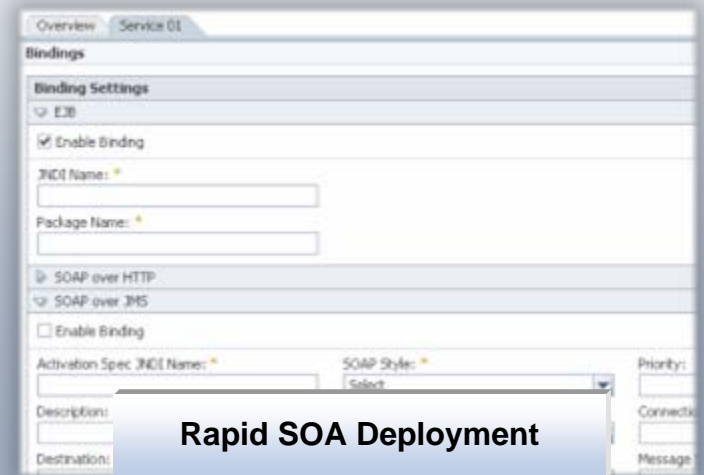 Overview Service 01
Bindings
Binding Settings
EJB
Enable Binding
JNDI Name: *
Package Name: *
SOAP over HTTP
SOAP over JMS
Enable Binding
Activation Spec JNDI Name: * SOAP Style: * Priority:
Select
Description:
Destination: Message
Rapid SOA Deployment